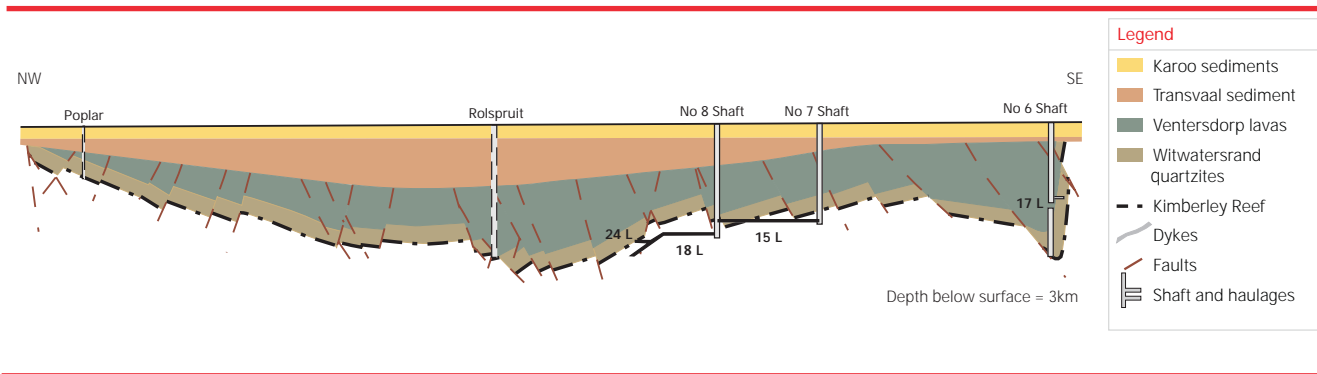 NW
SE
Poplar
Rolspruit
No 8 Shaft
No 7 Shaft
No 6 Shaft
17 L
24 L
18 L
15 L
Depth below surface = 3km
Legend
Karoo sediments
Transvaal sediment
Ventersdorp lavas
Witwatersrand
quartzites
Kimberley Reef
Dykes
Faults
Shaft and haulages